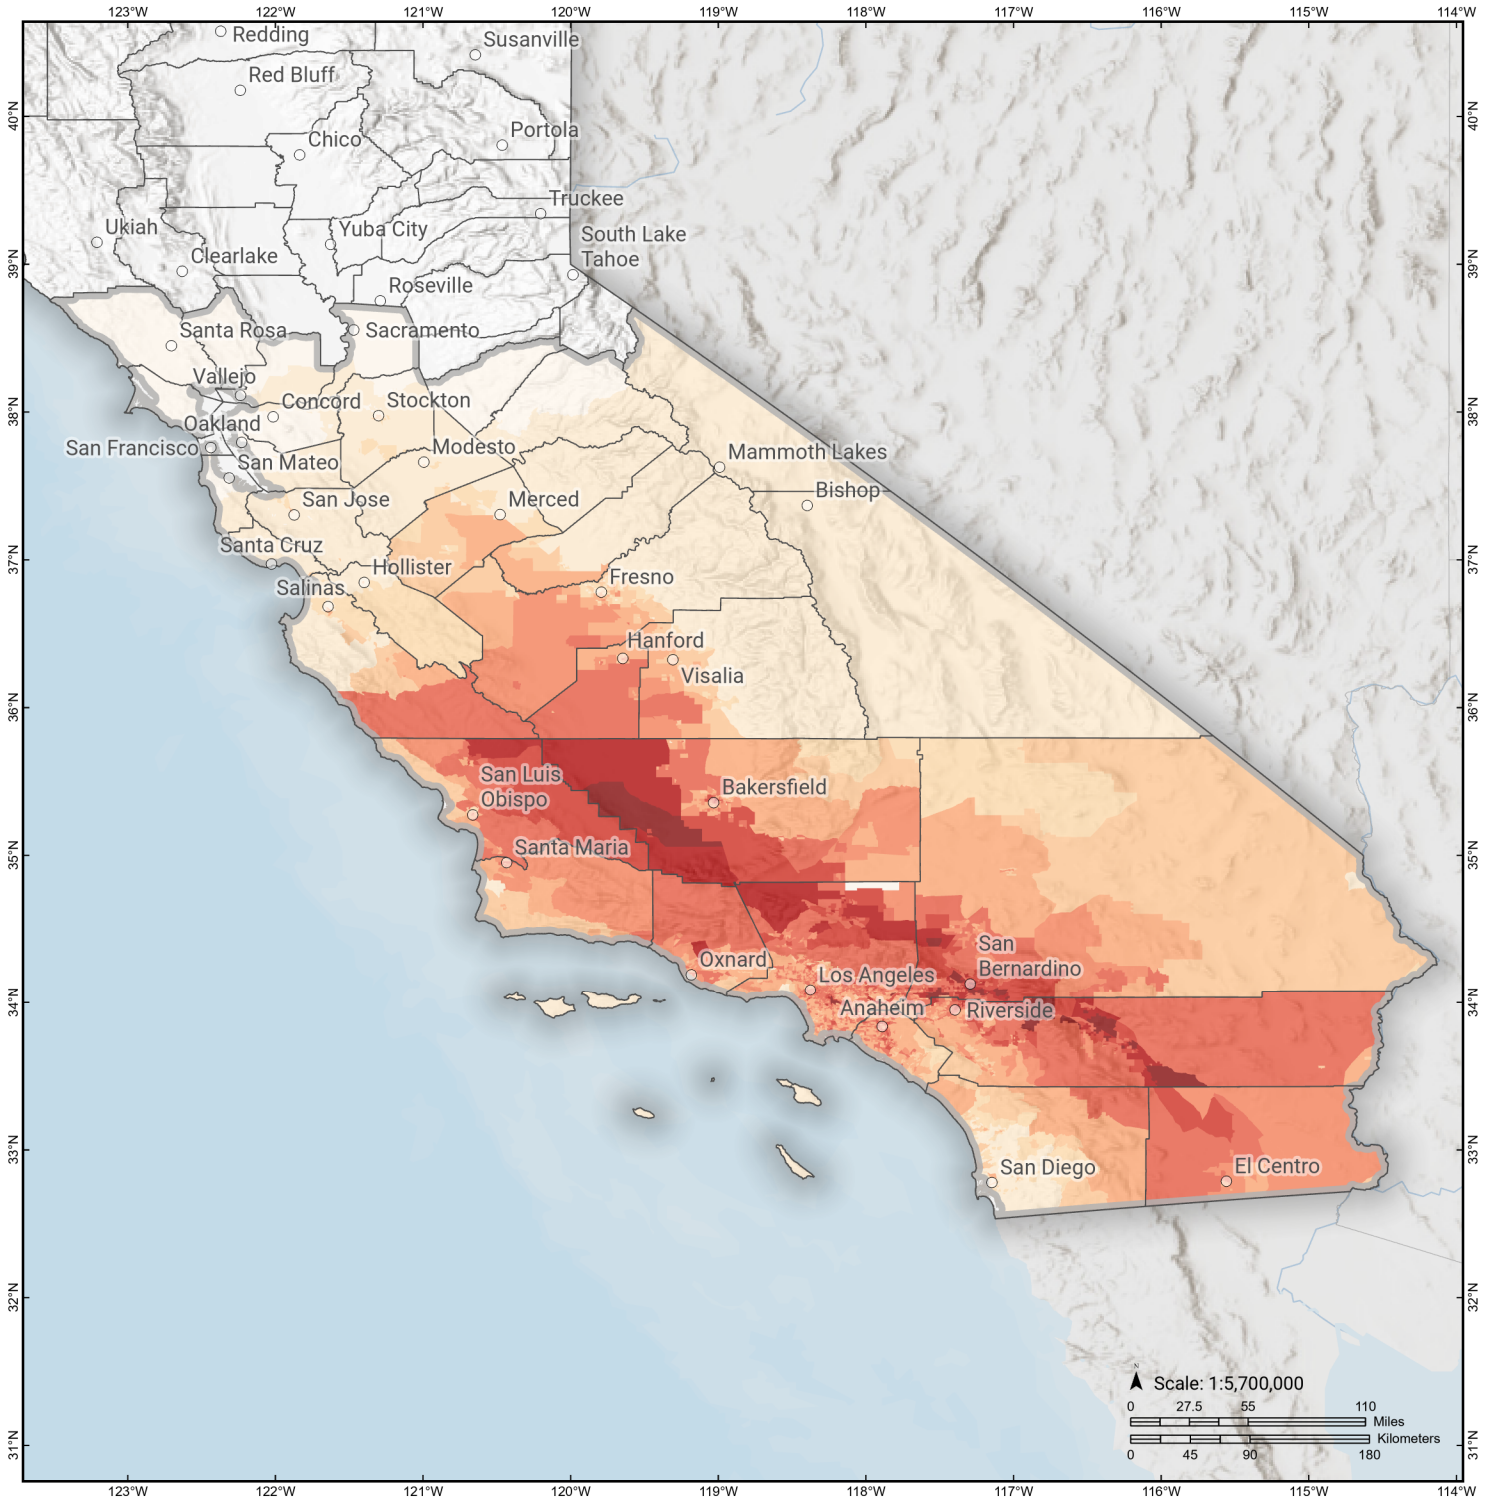 123°W 122°W 121°W 120°W 119°W 118°W 117°W 116°W 115°W 114°W
Redding
Susanville
Red Bluff
40°N
40°N
Portola
Chico
Truckee
Ukiah
Yuba City
South Lake
Tahoe
Clearlake
39°N
39°N
Roseville
Santa Rosa
Sacramento
Vallejo
Concord
Stockton
38°N
38°N
Oakland
San Francisco
Modesto
Mammoth Lakes
San Mateo
Bishop
San Jose
Merced
Santa Cruz
37°N
37°N
Hollister
Salinas
Fresno
Hanford
Visalia
36°N
36°N
San Luis
Obispo
Bakersfield
Santa Maria
35°N
35°N
San
Bernardino
Oxnard
Los Angeles
34°N
34°N
Anaheim
Riverside
33°N
33°N
San Diego
El Centro
32°N
32°N
N
Scale: 1:5,700,000
0 27.5 55 110
Miles
Kilometers
0 45 90 180
31°N
31°N
123°W 122°W 121°W 120°W 119°W 118°W 117°W 116°W 115°W 114°W